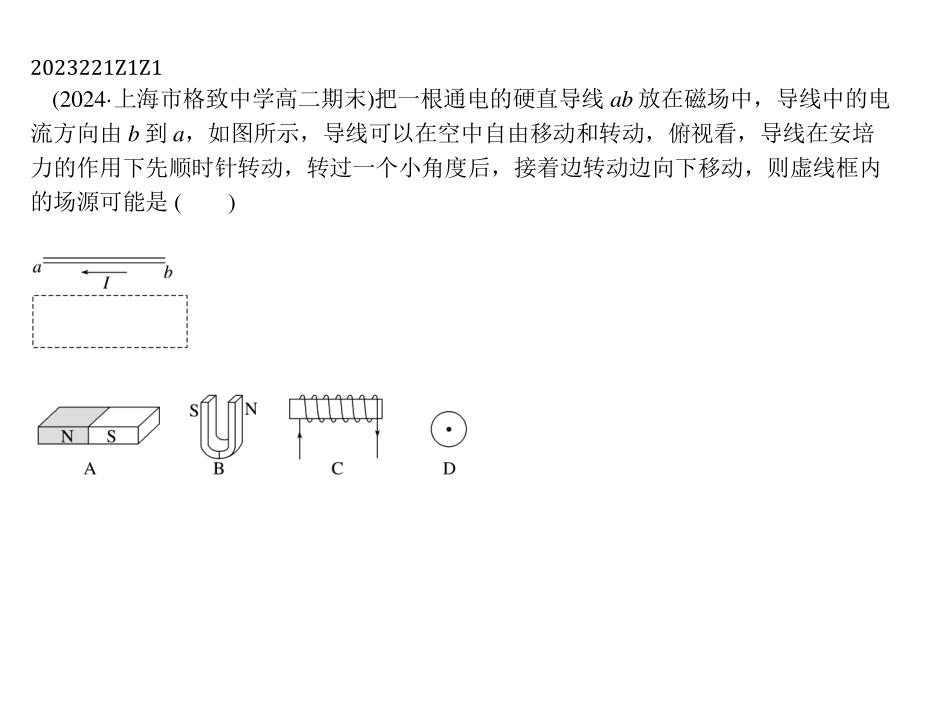 2023221Z1Z1
(2024·上海市格致中学高二期末)把一根通电的硬直导线 ab 放在磁场中，导线中的电
流方向由 b 到 a，如图所示，导线可以在空中自由移动和转动，俯视看，导线在安培
力的作用下先顺时针转动，转过一个小角度后，接着边转动边向下移动，则虚线框内
的场源可能是 (　　)
a b
I
S N
N S
A B C D